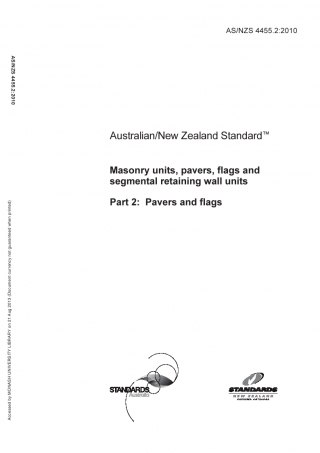 AS/NZS 4455.2:2010
AS/NZS 4455.2:2010
Australian/New Zealand Standard™
Masonry units, pavers, flags and
segmental retaining wall units
Part 2: Pavers and flags
Accessed by MONASH UNIVERSITY LIBRARY on 21 Aug 2010 (Document currency not guaranteed when printed)
STANDARDS
Australia
STANDARDS
NEW ZEALAND